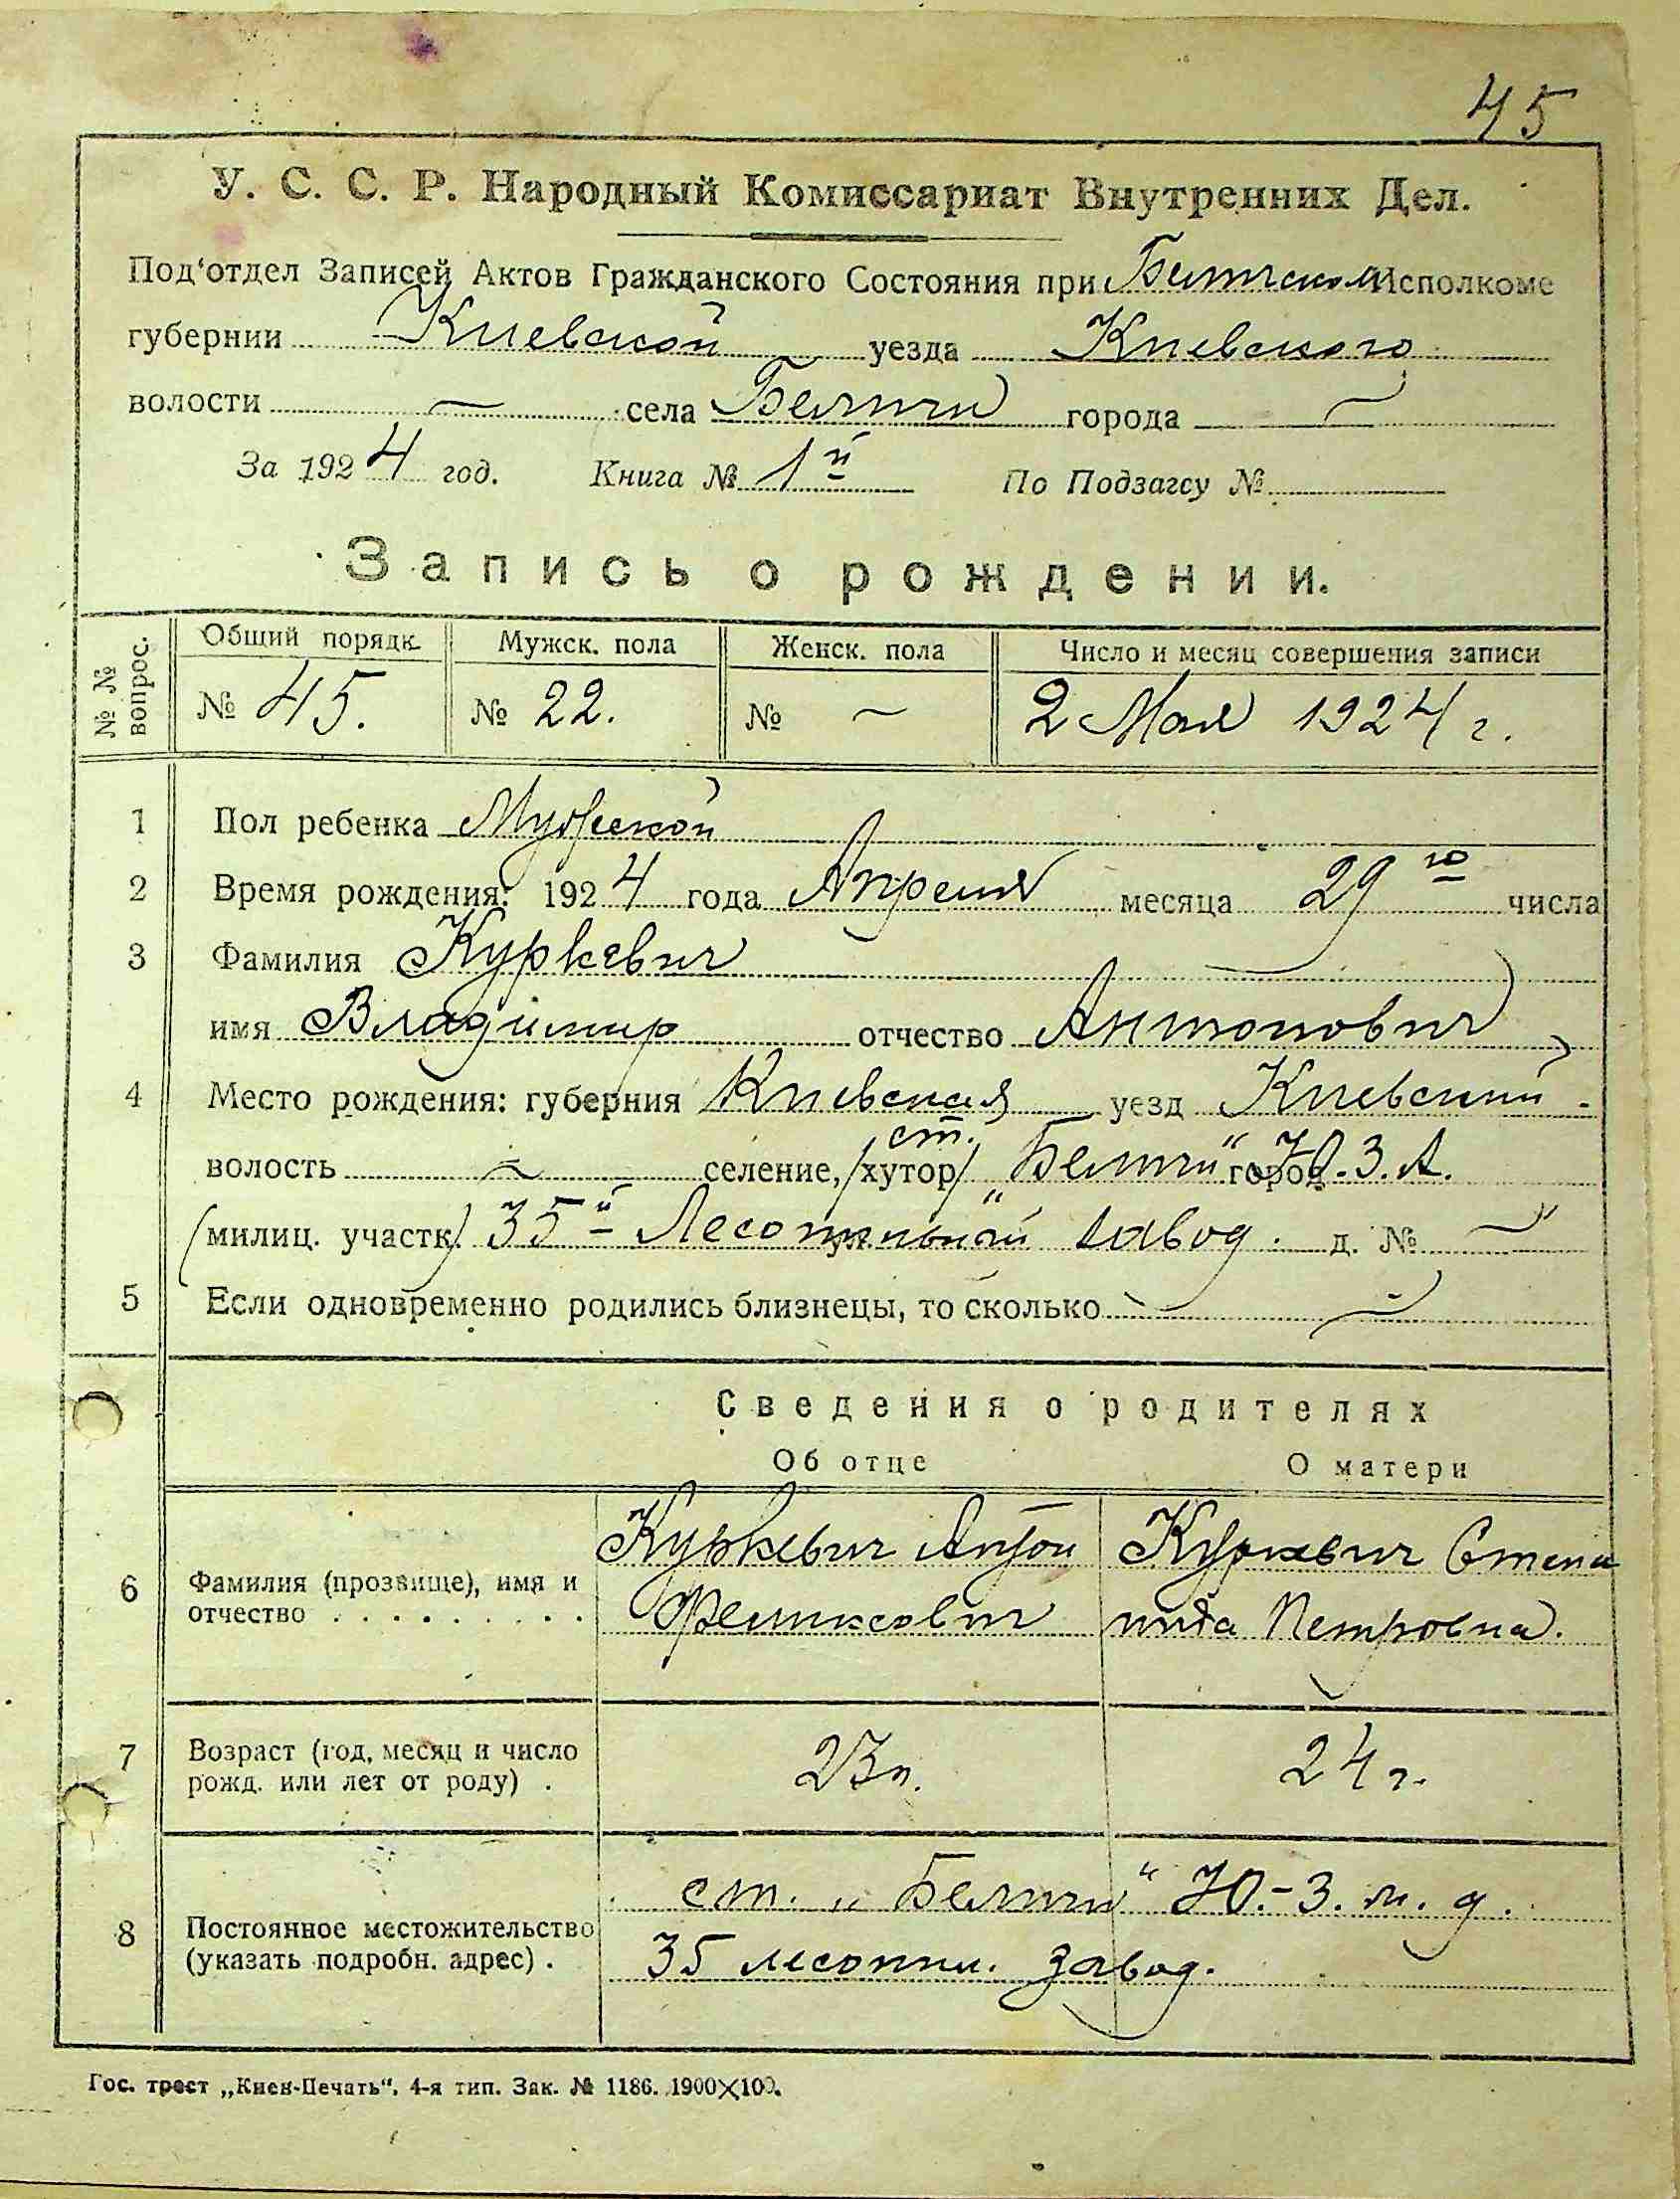 45
У. С. С. Р. Народный Комиссариат Внутренних Дел.
Под'отдел Записей Актов Гражданского Состояния при Исполкоме
губернии Киевской уезда Киевского
волости — села Беличи города —
За 1924 год. Книга № 1й По Подзагсу №
Запись о рождении.
№ № вопрос. Общий порядк. Мужск. пола Женск. пола Число и месяц совершения записи
№ 45. № 22. № — 2 Мая 1924 г.
1 Пол ребенка Мужской
2 Время рождения: 1924 года Апреля месяца 29го числа
3 Фамилия Куркевич
имя Владимир отчество Антонович
4 Место рождения: губерния Киевская уезд Киевский.
ст.
волость — селение, /хутор/ „Беличи“ город Ю.З.
(милиц. участк.) 35й Лесопильный завод. ул. д. № —
5 Если одновременно родились близнецы, то сколько —
Сведения о родителях
Об отце О матери
6 Фамилия (прозвище), имя и отчество . . . . . . . . .
Куркевич Антон Феликсович
Куркевич Степанида Петровна.
7 Возраст (год, месяц и число рожд. или лет от роду) .
23 л. 24 г.
8 Постоянное местожительство (указать подробн. адрес) .
ст. „Беличи“ Ю.-З. ж. д.
35 лесопил. завод.
Гос. трест „Киев-Печать“, 4-я тип. Зак. № 1186. 1900×100.